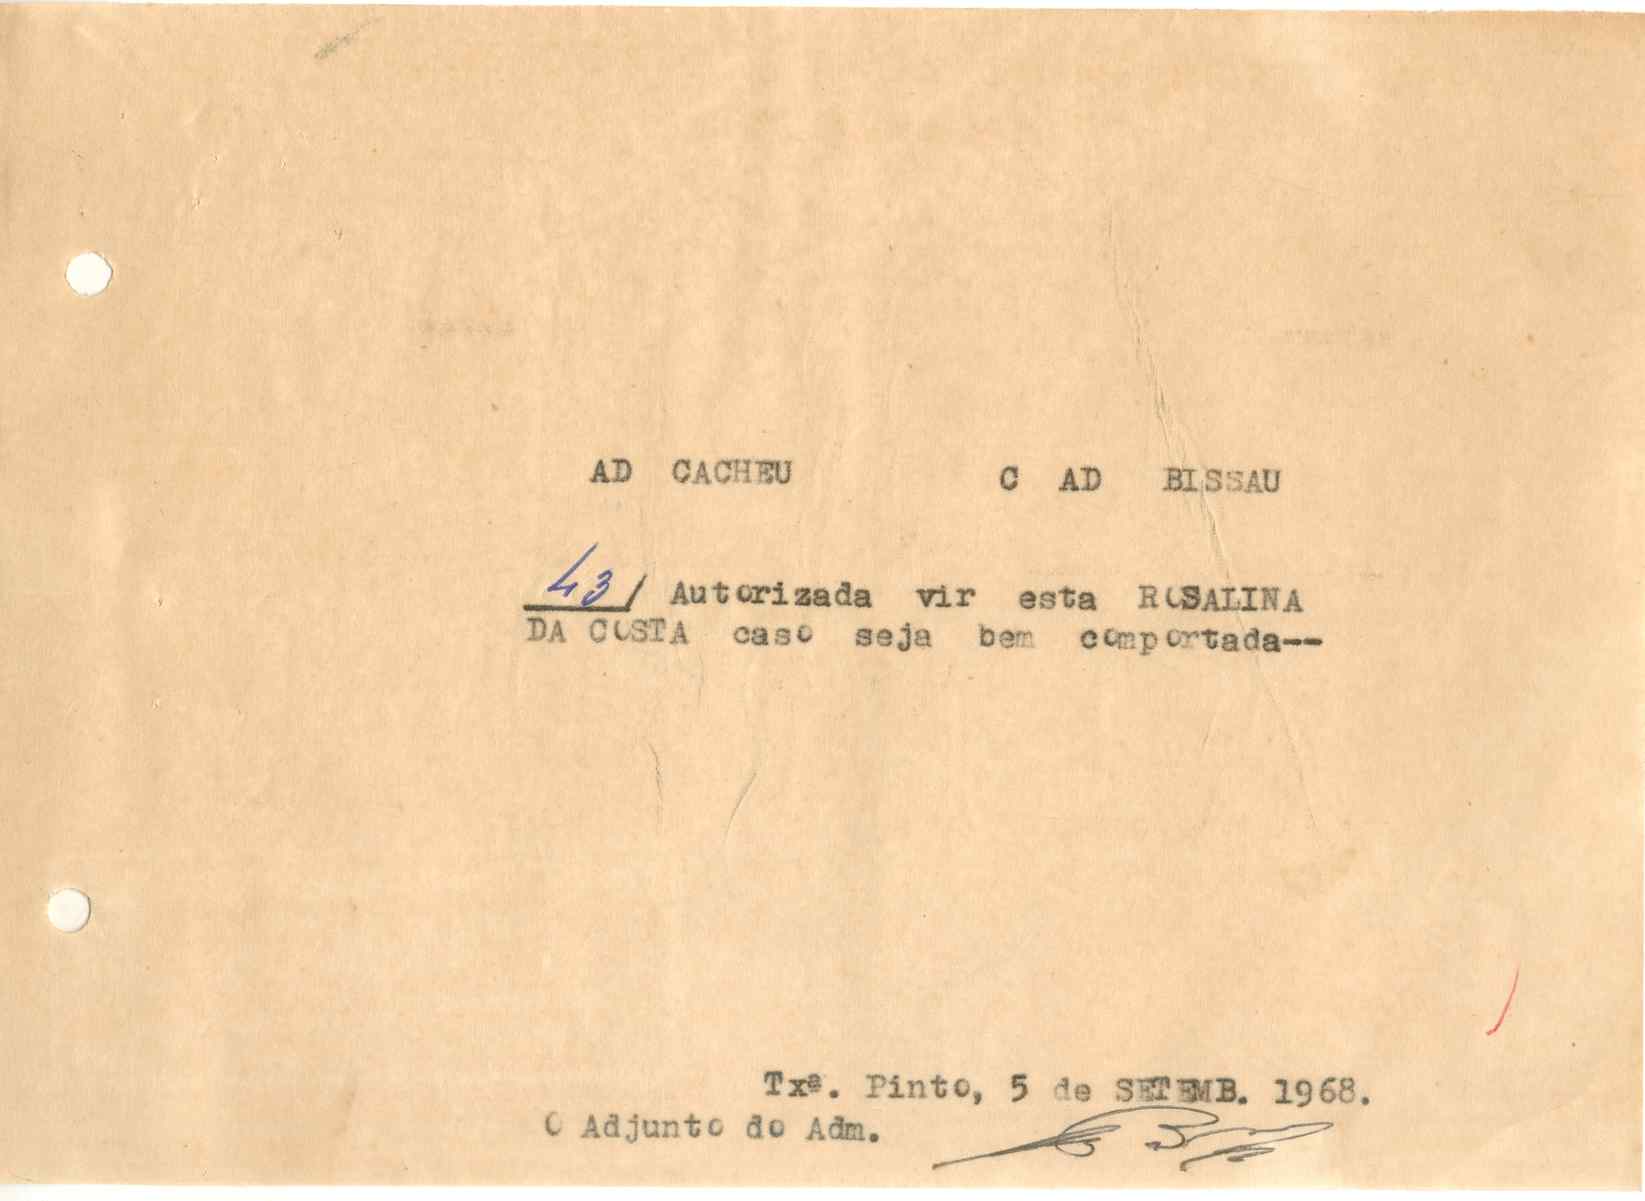 AD CACHEU C AD BISSAU
43/ Autorizada vir esta ROSALINA
DA COSTA caso seja bem comportada--
Txª. Pinto, 5 de SETEMB. 1968.
O Adjunto do Adm.